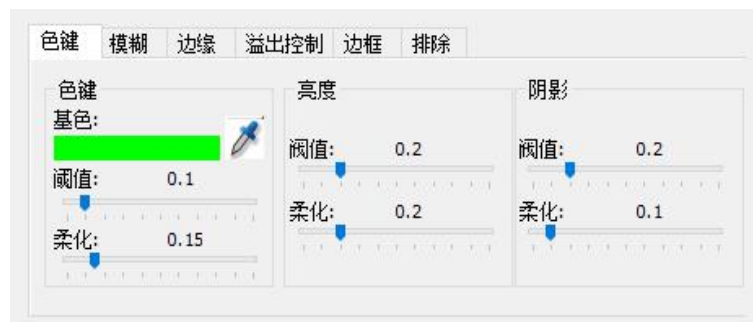 色键 模糊 边缘 溢出控制 边框 排除
色键
基色:
阈值: 0.1
柔化: 0.15
亮度
阀值: 0.2
柔化: 0.2
阴影
阀值: 0.2
柔化: 0.1